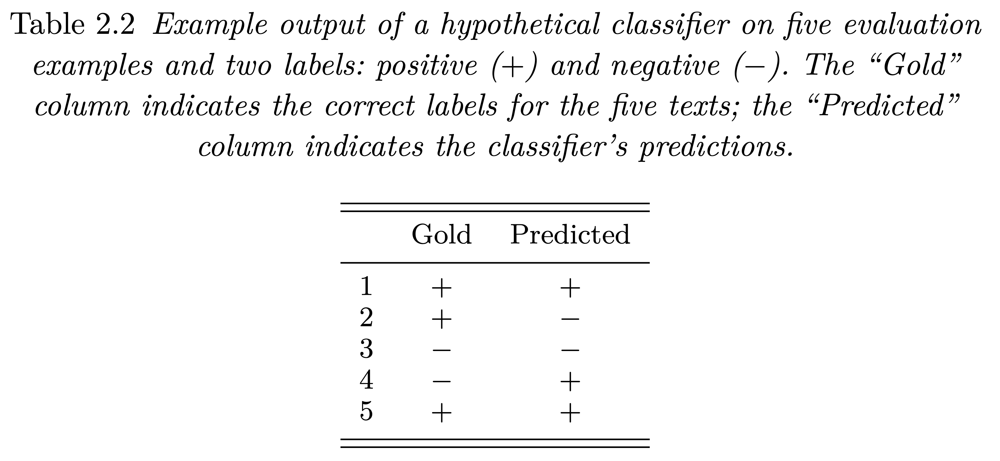 Table 2.2 Example output of a hypothetical classifier on five evaluation
examples and two labels: positive (+) and negative (−). The “Gold”
column indicates the correct labels for the five texts; the “Predicted”
column indicates the classifier’s predictions.
Gold Predicted
1 + +
2 + −
3 − −
4 − +
5 + +